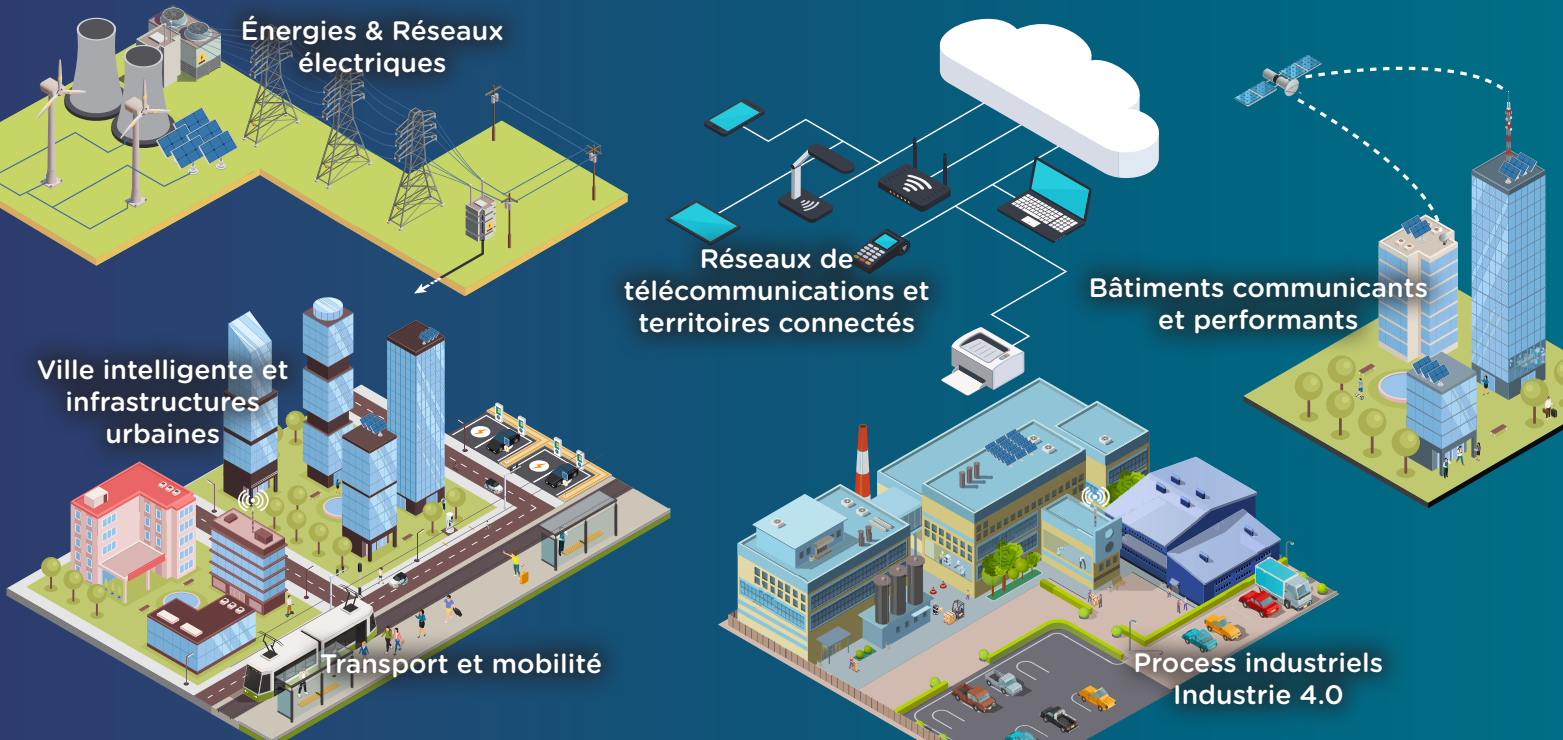 Énergies & Réseaux
électriques
Réseaux de
télécommunications et
territoires connectés
Bâtiments communicants
et performants
Ville intelligente et
infrastructures
urbaines
Transport et mobilité
Process industriels
Industrie 4.0